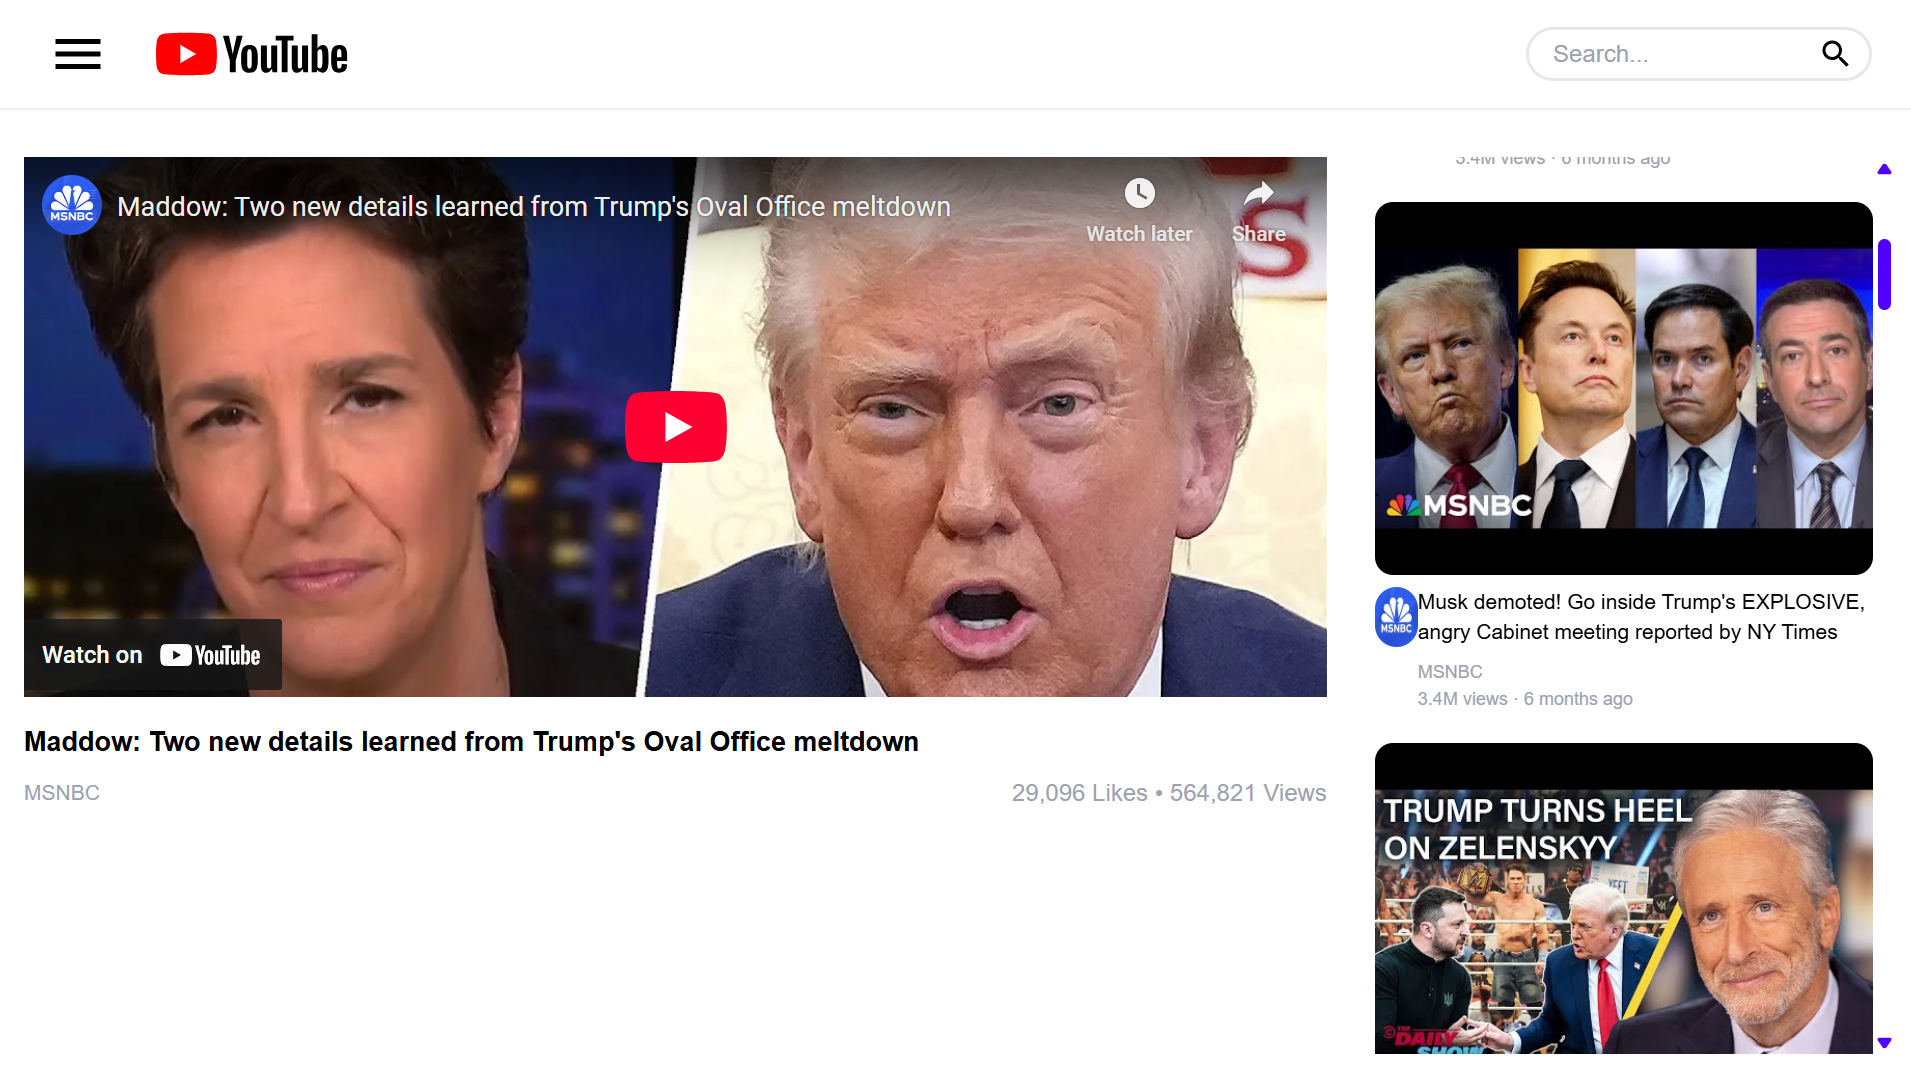 YouTube
Search...
MSNBC
Maddow: Two new details learned from Trump's Oval Office meltdown
Watch later
Share
S
Watch on YouTube
Maddow: Two new details learned from Trump's Oval Office meltdown
MSNBC
29,096 Likes • 564,821 Views
3.4M views · 6 months ago
MSNBC
MSNBC
Musk demoted! Go inside Trump's EXPLOSIVE,
angry Cabinet meeting reported by NY Times
MSNBC
3.4M views · 6 months ago
TRUMP TURNS HEEL
ON ZELENSKYY
YEET
THE
DAILY
SHOW